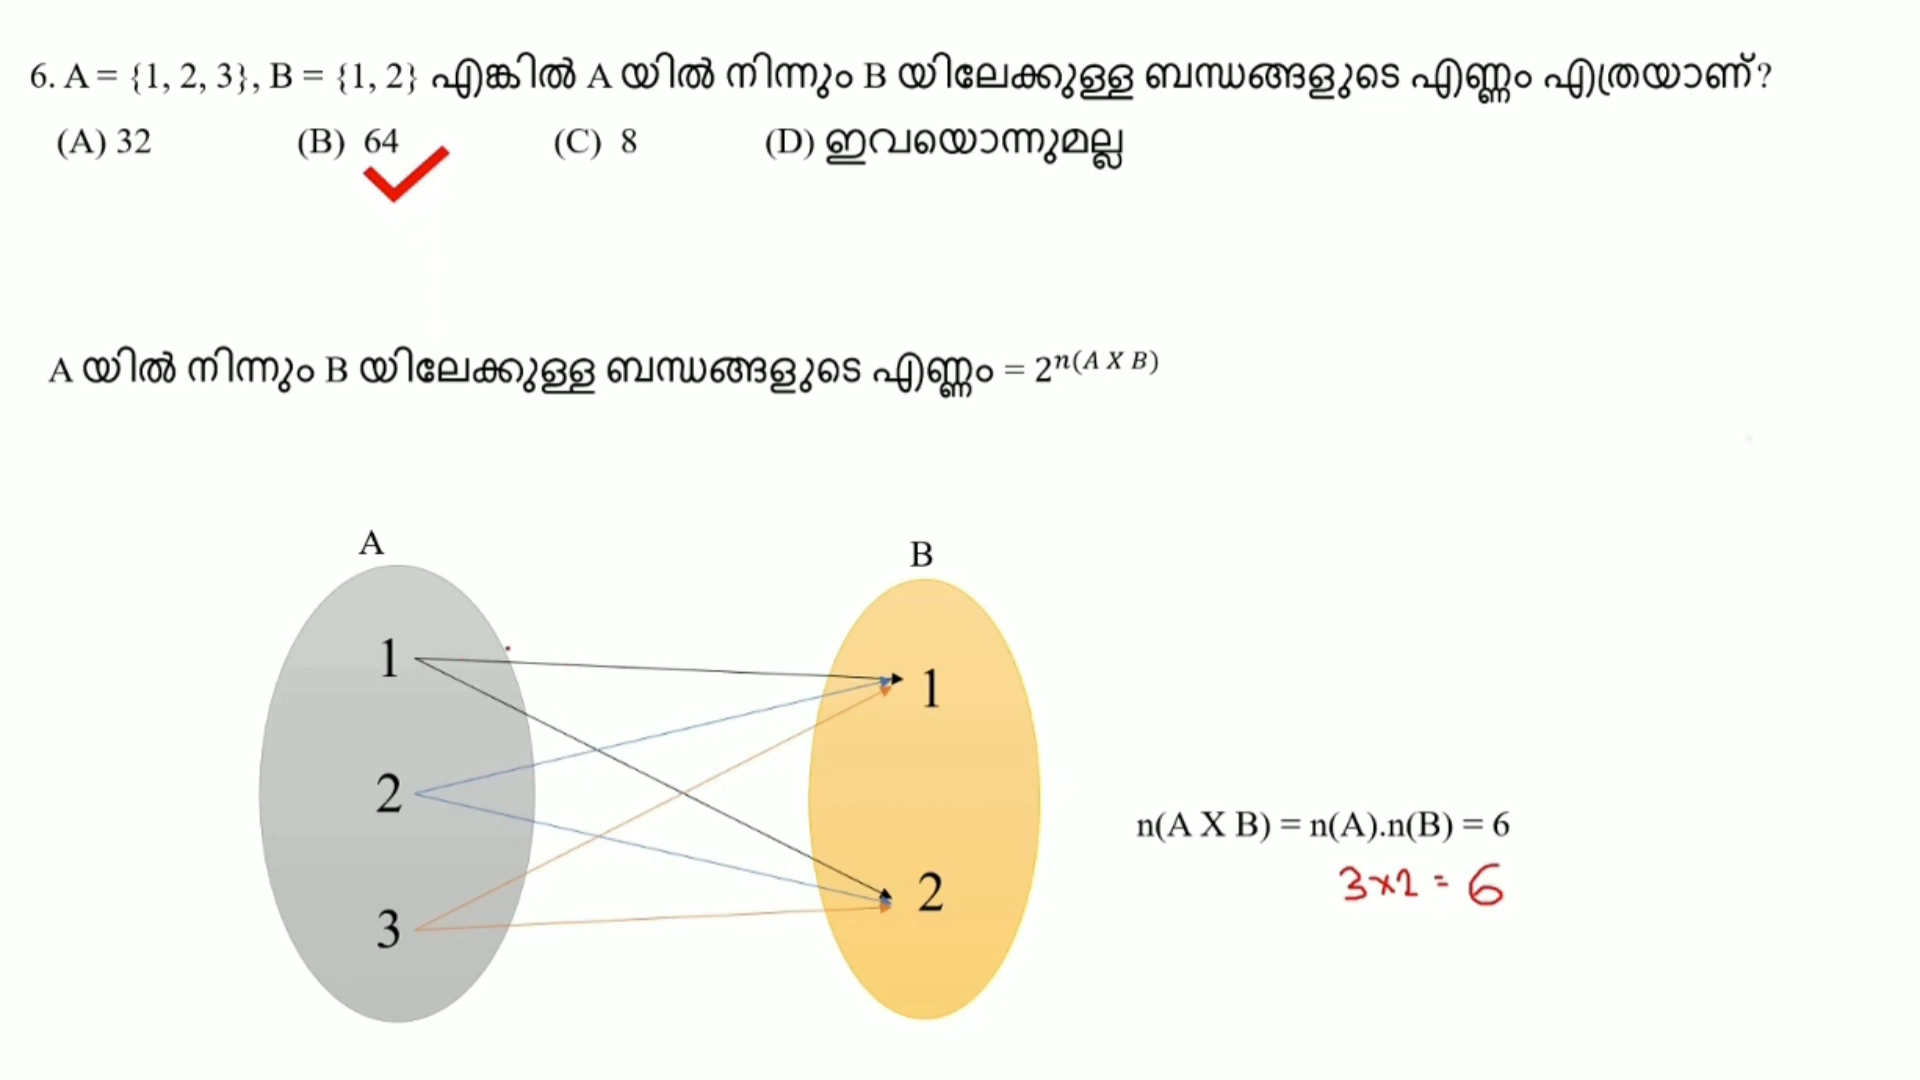 6. A = {1, 2, 3}, B = {1, 2} എങ്കിൽ A യിൽ നിന്നും B യിലേക്കുള്ള ബന്ധങ്ങളുടെ എണ്ണം എത്രയാണ്?
(A) 32 (B) 64 (C) 8 (D) ഇവയൊന്നുമല്ല
A യിൽ നിന്നും B യിലേക്കുള്ള ബന്ധങ്ങളുടെ എണ്ണം = 2^{n(A X B)}
A
B
1
1
2
2
3
n(A X B) = n(A).n(B) = 6
3×2 = 6